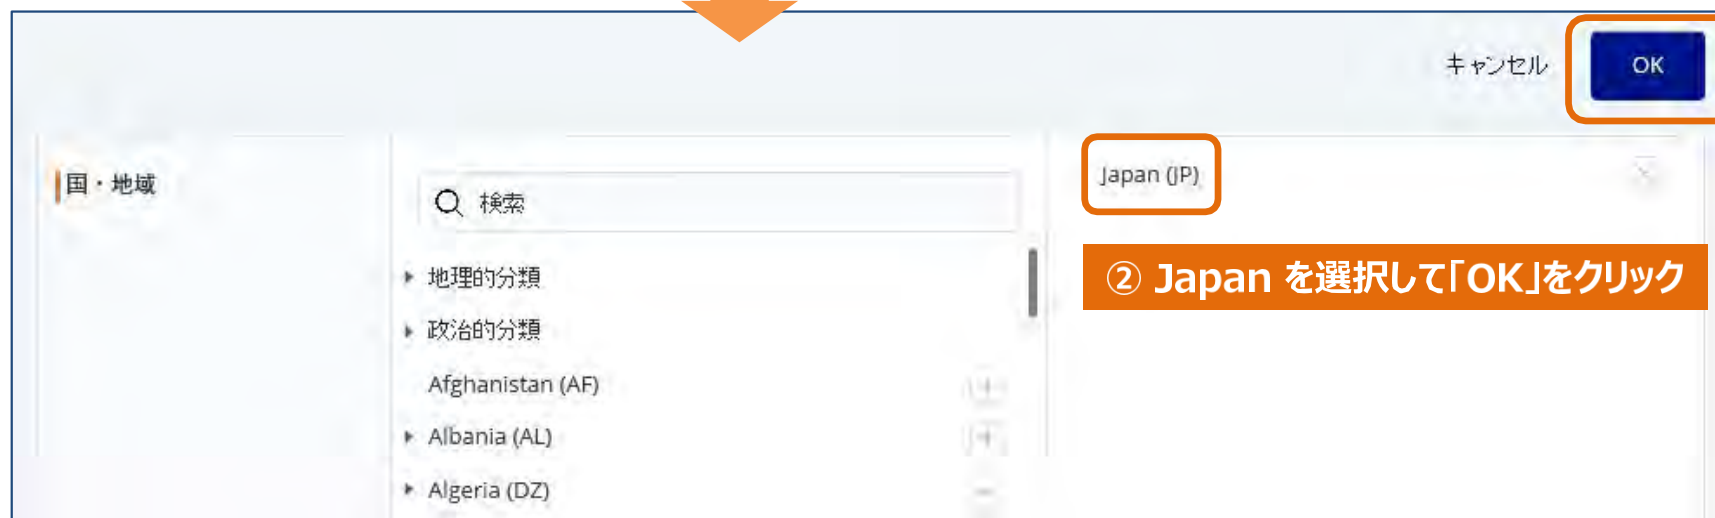 キャンセル
OK
国・地域
検索
Japan (JP)
② Japan を選択して「OK」をクリック
地理的分類
政治的分類
Afghanistan (AF)
Albania (AL)
Algeria (DZ)